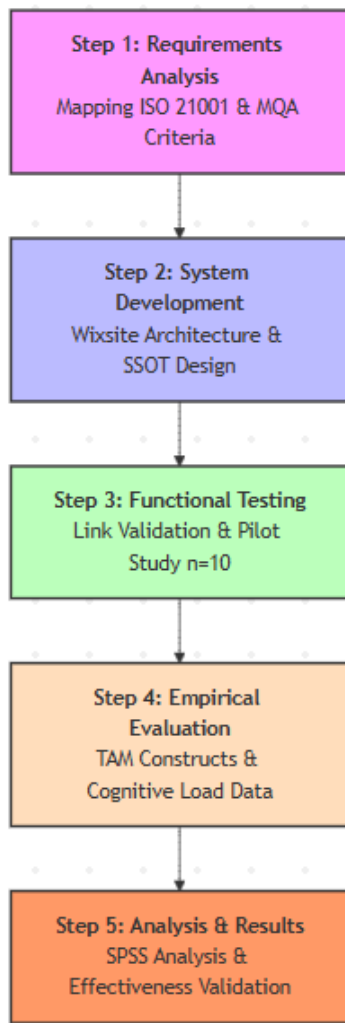 Step 1: Requirements
Analysis
Mapping ISO 21001 & MQA
Criteria
Step 2: System
Development
Wixsite Architecture &
SSOT Design
Step 3: Functional Testing
Link Validation & Pilot
Study n=10
Step 4: Empirical
Evaluation
TAM Constructs &
Cognitive Load Data
Step 5: Analysis & Results
SPSS Analysis &
Effectiveness Validation